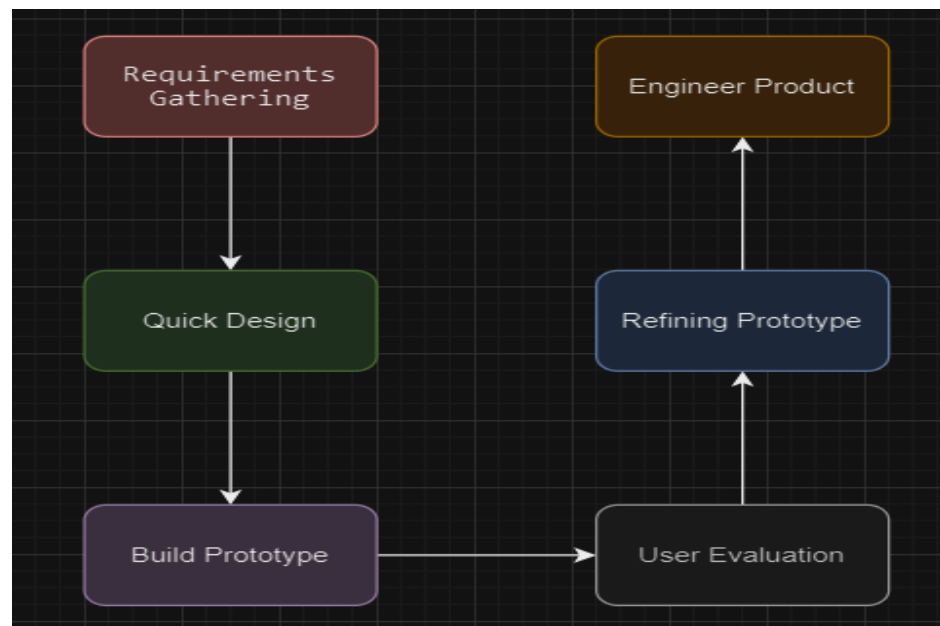 Requirements
Gathering
Quick Design
Build Prototype
User Evaluation
Refining Prototype
Engineer Product